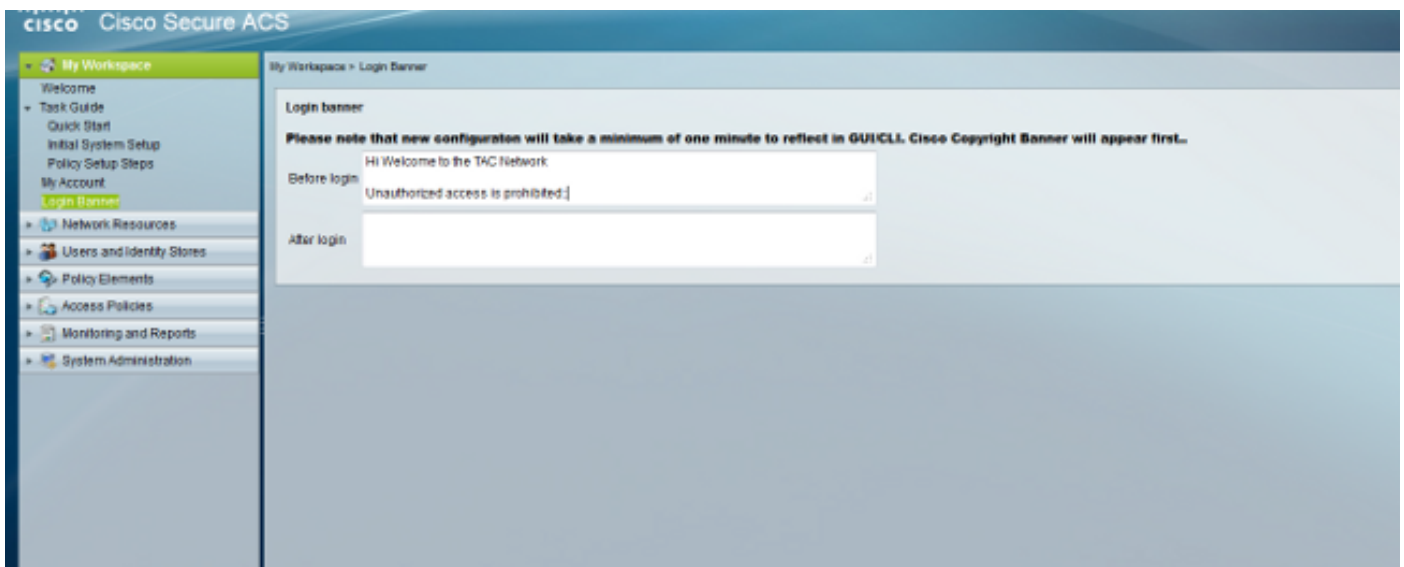 CISCO Cisco Secure ACS
My Workspace
Welcome
Task Guide
Quick Start
Initial System Setup
Policy Setup Steps
My Account
Login Banner
Network Resources
Users and Identity Stores
Policy Elements
Access Policies
Monitoring and Reports
System Administration
My Workspace > Login Banner
Login banner
Please note that new configuraton will take a minimum of one minute to reflect in GUI/CLI. Cisco Copyright Banner will appear first..
Before login
Hi Welcome to the TAC Network
Unauthorized access is prohibited:
After login